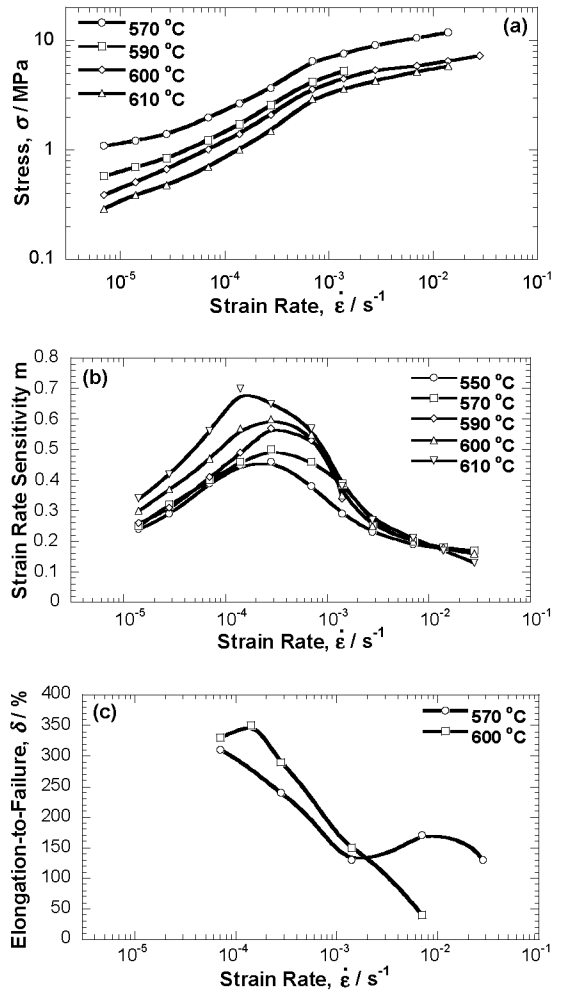 (a)
570 °C
590 °C
600 °C
610 °C
10
1
0.1
Stress, σ / MPa
10⁻⁵ 10⁻⁴ 10⁻³ 10⁻² 10⁻¹
Strain Rate, ε̇ / s⁻¹
(b)
550 °C
570 °C
590 °C
600 °C
610 °C
0.8
0.7
0.6
0.5
0.4
0.3
0.2
0.1
0
Strain Rate Sensitivity m
10⁻⁵ 10⁻⁴ 10⁻³ 10⁻² 10⁻¹
Strain Rate, ε̇ / s⁻¹
(c)
570 °C
600 °C
400
350
300
250
200
150
100
50
0
Elongation-to-Failure, δ / %
10⁻⁵ 10⁻⁴ 10⁻³ 10⁻² 10⁻¹
Strain Rate, ε̇ / s⁻¹